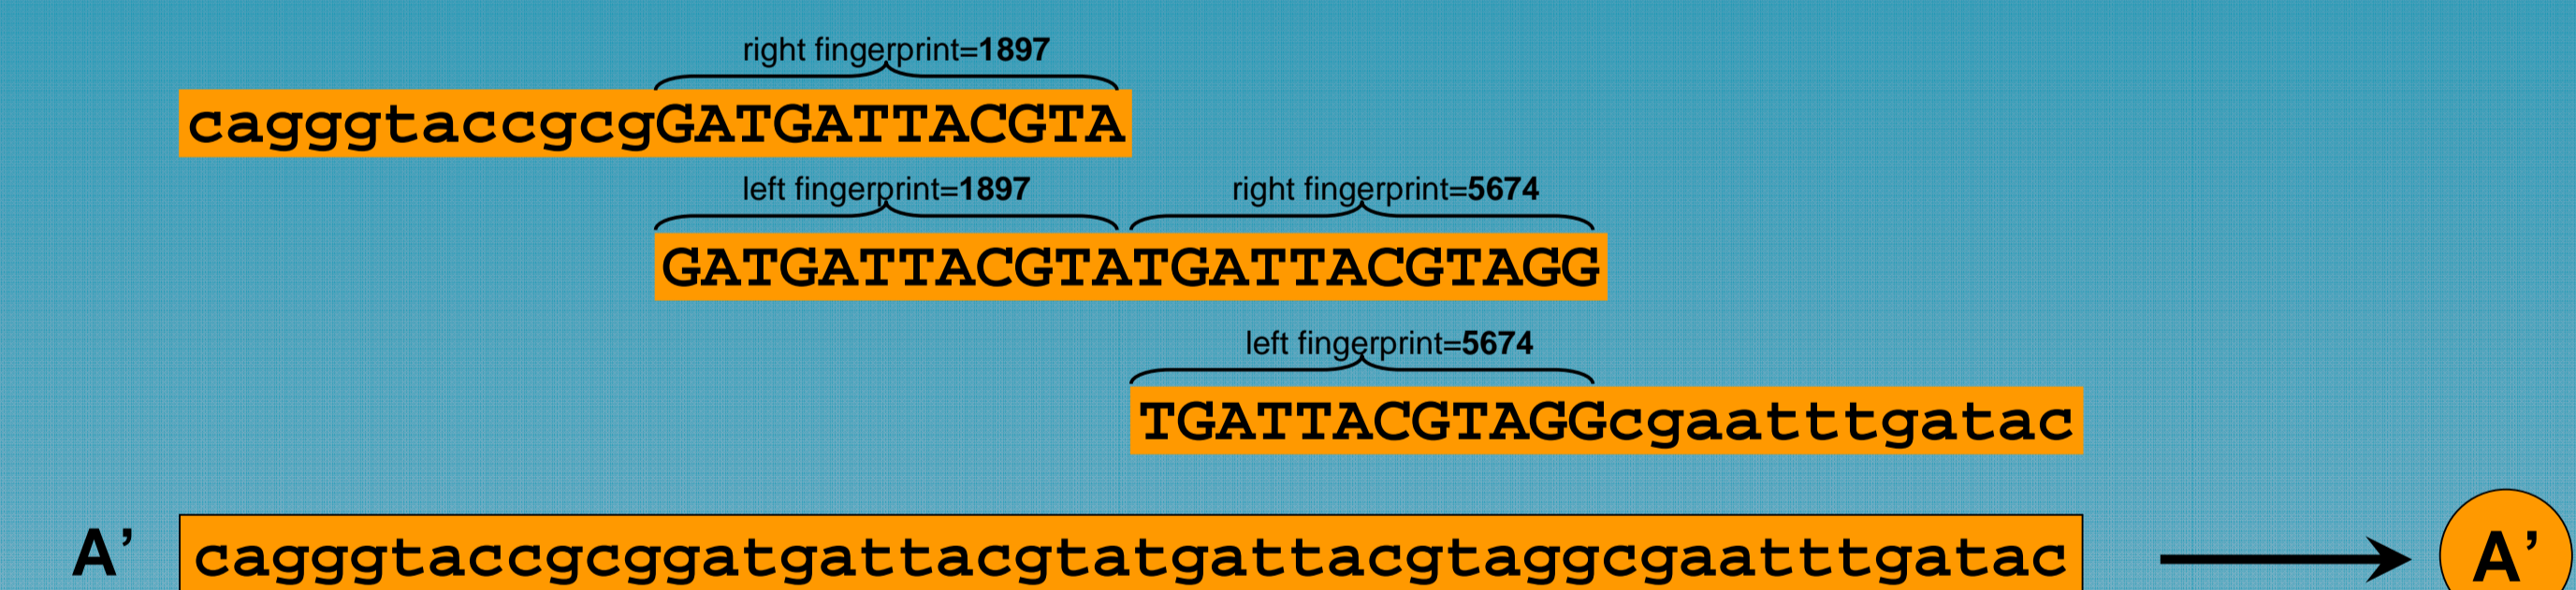 right fingerprint=1897
cagggtaccgcgGATGATTACGTA
left fingerprint=1897 right fingerprint=5674
GATGATTACGTATGATTACGTAGG
left fingerprint=5674
TGATTACGTAGGcgaatttgatac
A’ cagggtaccgcggatgattacgtatgattacgtaggcgaatttgatac A’